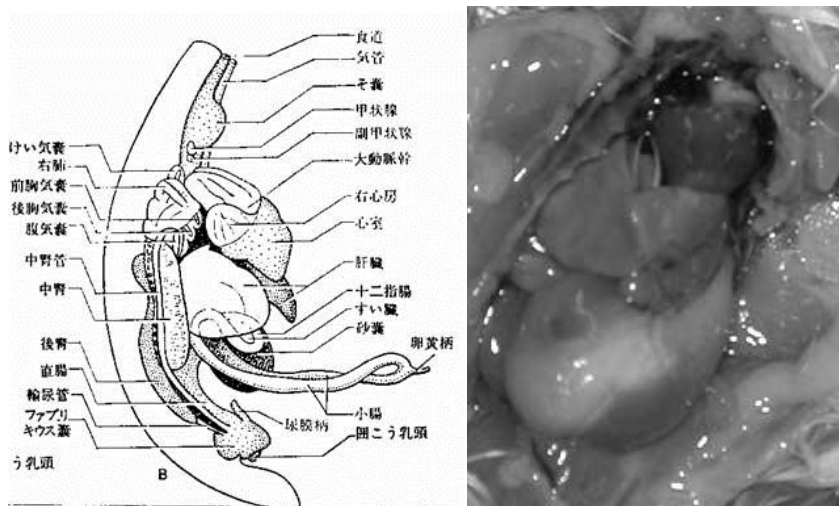 食道
気管
そ嚢
甲状腺
副甲状腺
大動脈幹
右心房
心室
肝臓
十二指腸
すい臓
砂嚢
卵黄柄
小腸
尿膜柄
囲こう乳頭
けい気嚢
右肺
前胸気嚢
後胸気嚢
腹気嚢
中腎管
中腎
後腎
直腸
輸尿管
ファブリ
キウス嚢
う乳頭
B